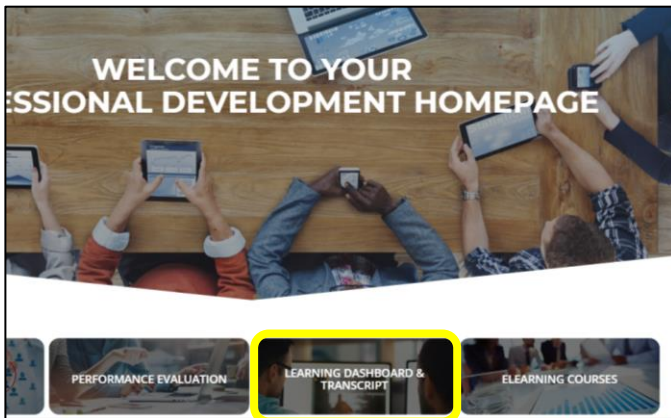 WELCOME TO YOUR
ESSIONAL DEVELOPMENT HOMEPAGE
PERFORMANCE EVALUATION
LEARNING DASHBOARD &
TRANSCRIPT
ELEARNING COURSES